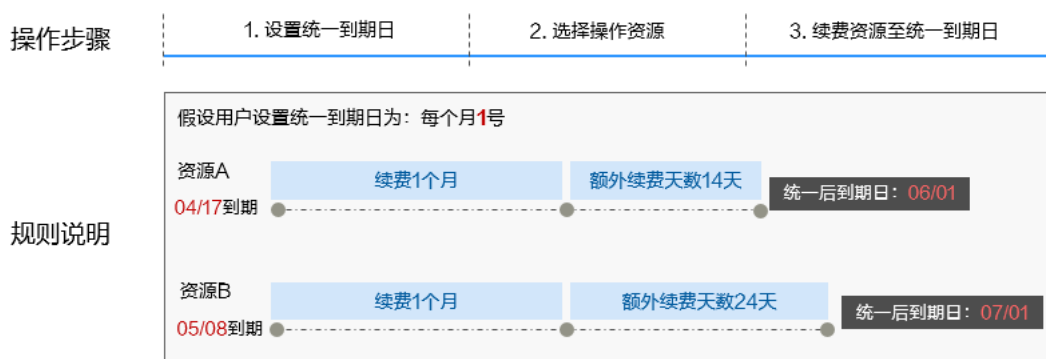 操作步骤
1. 设置统一到期日
2. 选择操作资源
3. 续费资源至统一到期日
规则说明
假设用户设置统一到期日为：每个月1号
资源A
04/17到期
续费1个月
额外续费天数14天
统一后到期日：06/01
资源B
05/08到期
续费1个月
额外续费天数24天
统一后到期日：07/01